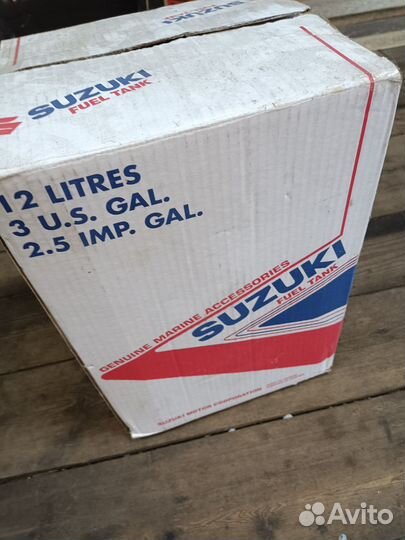 SUZUKI
SUZUKI
FUEL TANK
12 LITRES
3 U.S. GAL.
2.5 IMP. GAL.
GENUINE MARINE ACCESSORIES
SUZUKI
FUEL TANK
SUZUKI MOTOR CORPORATION
Avito